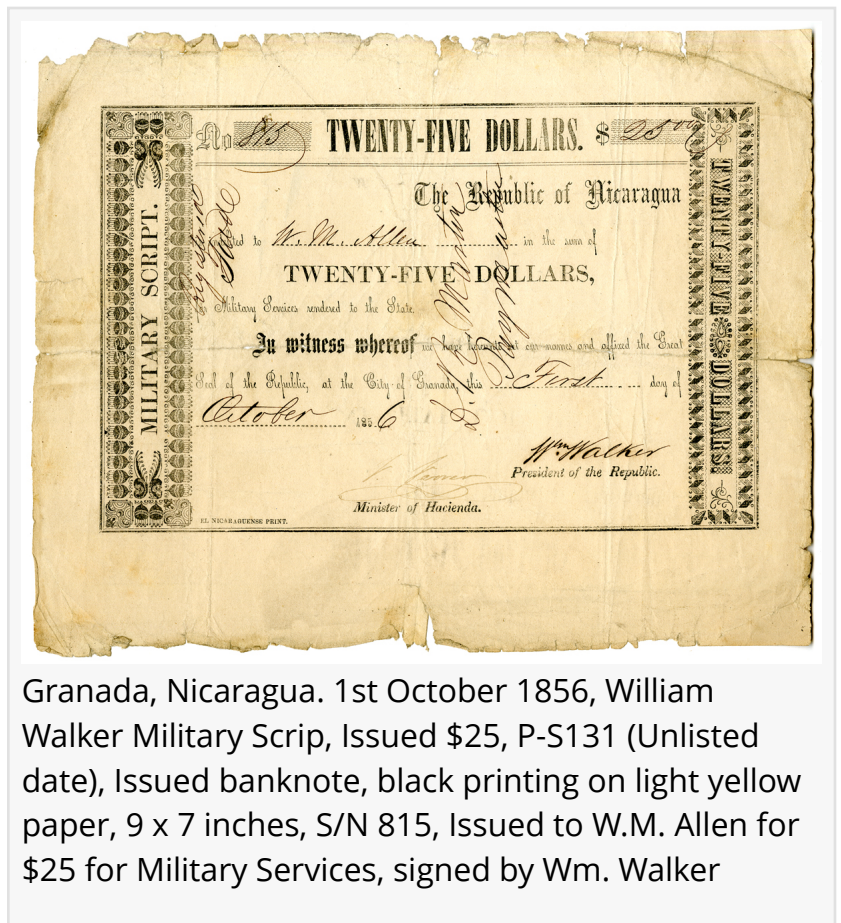 No 815 TWENTY-FIVE DOLLARS. $ 25 00
The Republic of Nicaragua
to W. M. Allen in the sum of
TWENTY-FIVE DOLLARS,
Military Services rendered to the State.
In witness whereof we have hereunto set our names and affixed the Great
Seal of the Republic, at the City of Granada, this First day of
October 1856
Wm. Walker
President of the Republic.
Minister of Hacienda.
EL NICARAGUENSE PRINT.
MILITARY SCRIPT.
TWENTY-FIVE DOLLARS.
Granada, Nicaragua. 1st October 1856, William
Walker Military Scrip, Issued $25, P-S131 (Unlisted
date), Issued banknote, black printing on light yellow
paper, 9 x 7 inches, S/N 815, Issued to W.M. Allen for
$25 for Military Services, signed by Wm. Walker